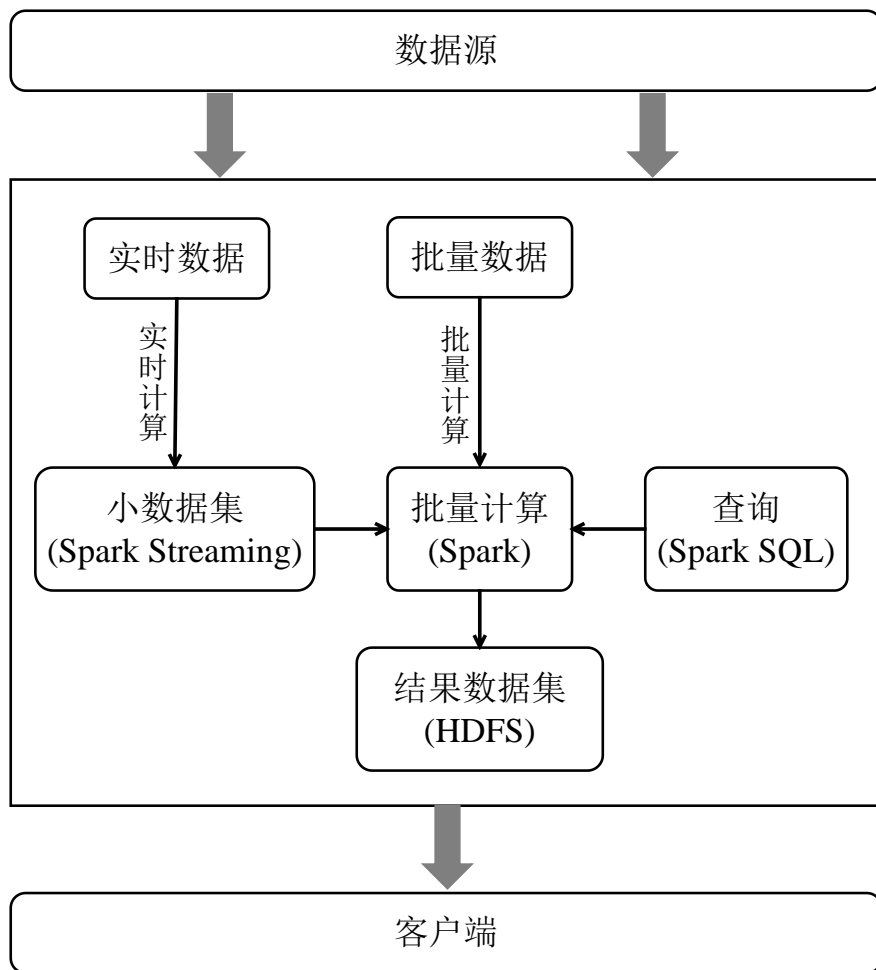 数据源
实时数据
批量数据
实时计算
批量计算
小数据集
(Spark Streaming)
批量计算
(Spark)
查询
(Spark SQL)
结果数据集
(HDFS)
客户端